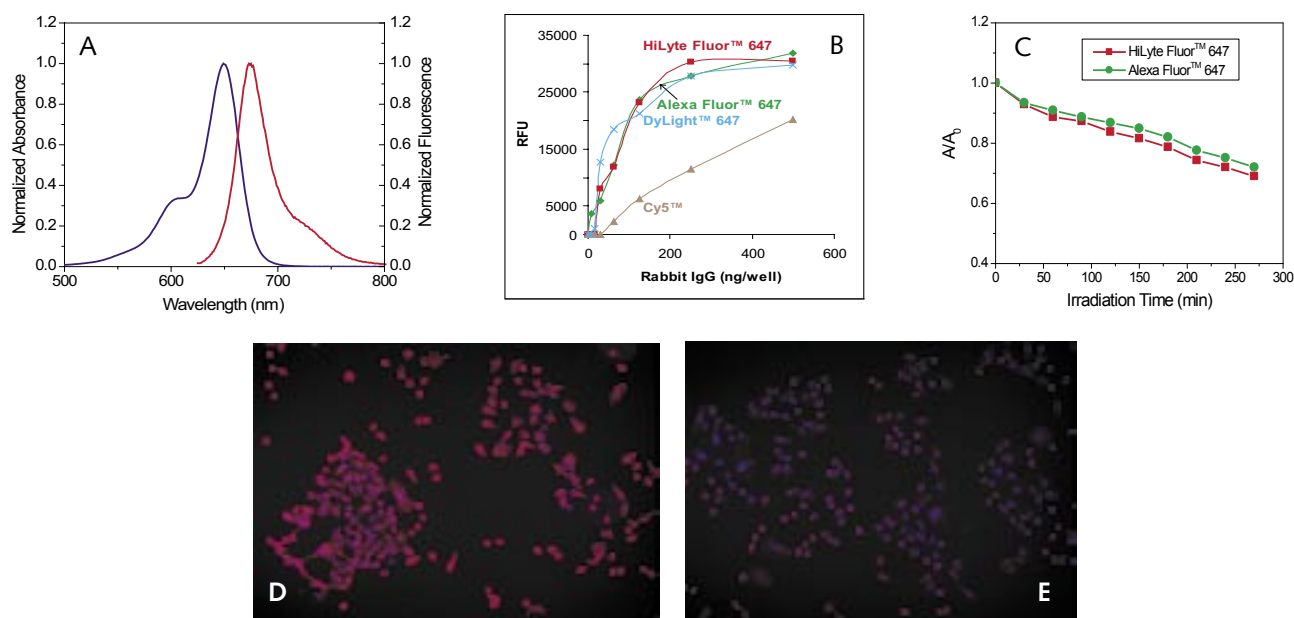 A
Normalized Absorbance
1.2
1.0
0.8
0.6
0.4
0.2
0.0
500
600
700
800
Wavelength (nm)
1.2
1.0
0.8
0.6
0.4
0.2
0.0
Normalized Fluorescence
B
RFU
35000
25000
15000
5000
0
HiLyte Fluor™ 647
Alexa Fluor™ 647
DyLight™ 647
Cy5™
0
200
400
600
Rabbit IgG (ng/well)
C
A/A0
1.2
1.0
0.8
0.6
0.4
HiLyte Fluor™ 647
Alexa Fluor™ 647
0
50
100
150
200
250
300
Irradiation Time (min)
D
E